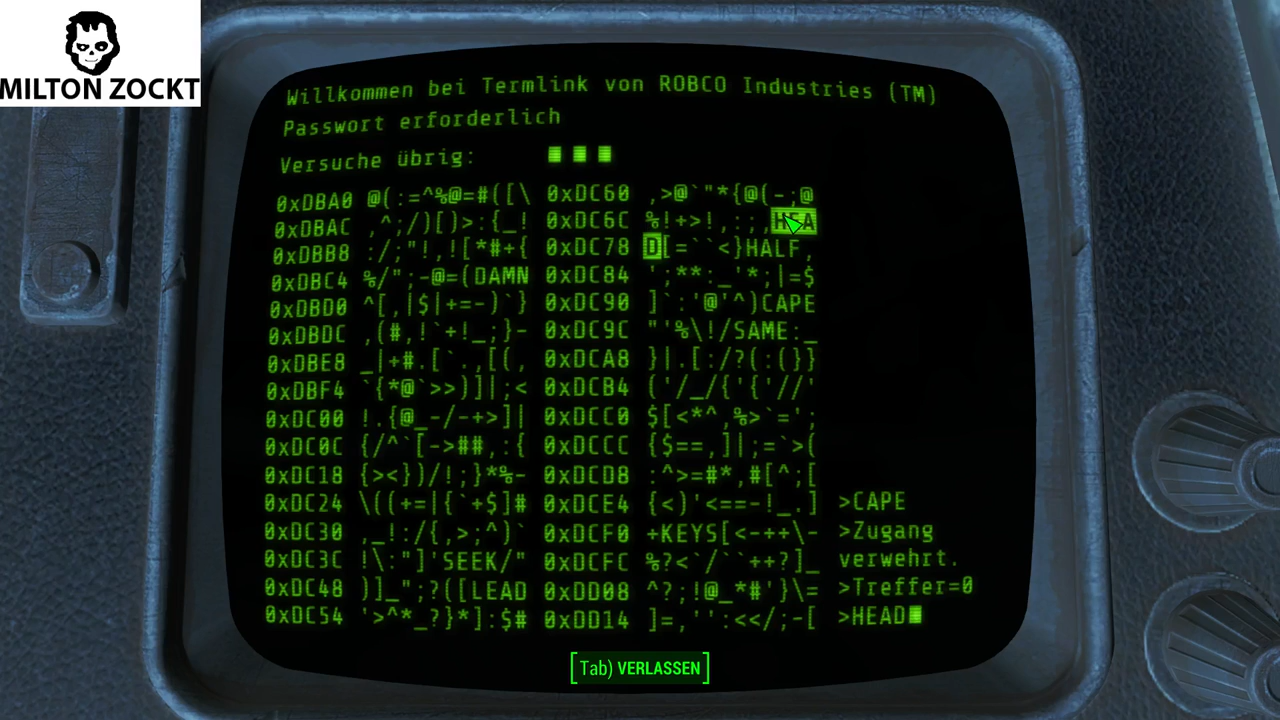 MILTON ZOCKT
Willkommen bei Termlink von ROBCO Industries (TM)
Passwort erforderlich
Versuche übrig:
0xDBA0 @(:=^%@=#([\ 0xDC60 ,>@`"*{@(-;@
0xDBAC ,^;/)[)>:{_! 0xDC6C %!+>!,:;,HEA
0xDBB8 :/;"!,![*#+{ 0xDC78 D[=``<}HALF,
0xDBC4 %/";-@=(DAMN 0xDC84 ';**:_'*;|=$
0xDBD0 ^[,|$|+=-)`} 0xDC90 ]`:'@'^)CAPE
0xDBDC ,(#,!`+!_;}- 0xDC9C "'%\!/SAME:_
0xDBE8 _|+#.[`.,[(, 0xDCA8 }|.[:/?(:(}}
0xDBF4 `{*@`>>)]|;< 0xDCB4 ('/_/{'{'//'
0xDC00 !.{@_-/-+>]| 0xDCC0 $[<*^,%>`=';
0xDC0C {/^`[->##,:{ 0xDCCC {$==,]|;=`>(
0xDC18 {><})/!;}*%- 0xDCD8 :^>=#*,#[^;[
0xDC24 \((+=|{`+$]# 0xDCE4 {<)'<==-!_.] >CAPE
0xDC30 ,_!:/{,>;^)` 0xDCF0 +KEYS[<-++\- >Zugang
0xDC3C !\:"]'SEEK/" 0xDCFC %?<`/``++?]_ verwehrt.
0xDC48 )]_";?([LEAD 0xDD08 ^?;!@_*#'}\= >Treffer=0
0xDC54 '>^*_?}*]:$# 0xDD14 ]=,'':<</;-[ >HEAD
Tab) VERLASSEN